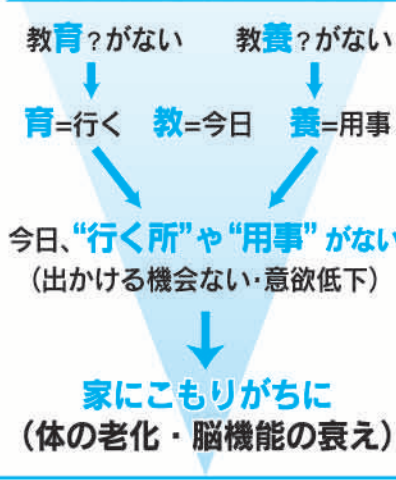 教育?がない 教養?がない
育=行く 教=今日 養=用事
今日、“行く所”や“用事”がない
(出かける機会ない・意欲低下)
家にこもりがちに
(体の老化・脳機能の衰え)